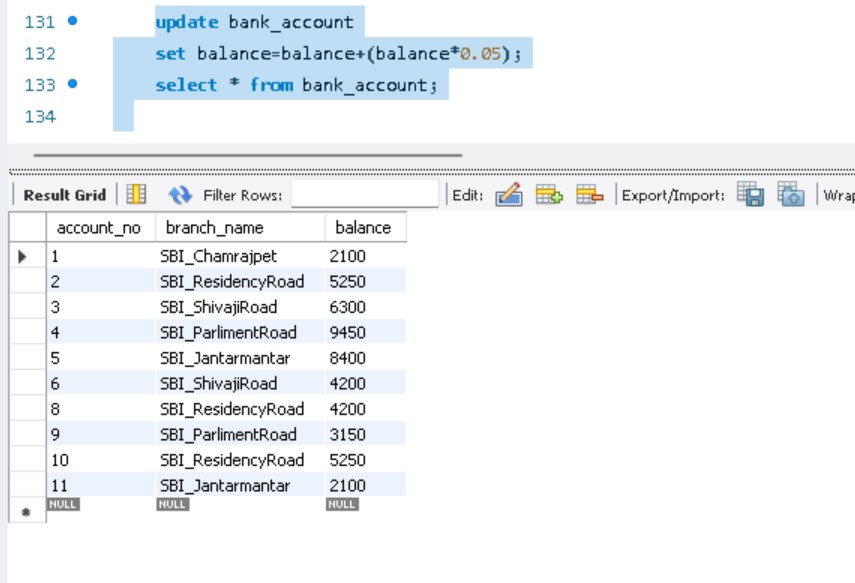 131 update bank_account
132 set balance=balance+(balance*0.05);
133 select * from bank_account;
134
Result Grid Filter Rows: Edit: Export/Import: Wrap
account_no branch_name balance
1 SBI_Chamrajpet 2100
2 SBI_ResidencyRoad 5250
3 SBI_ShivajiRoad 6300
4 SBI_ParlimentRoad 9450
5 SBI_Jantarmantar 8400
6 SBI_ShivajiRoad 4200
8 SBI_ResidencyRoad 4200
9 SBI_ParlimentRoad 3150
10 SBI_ResidencyRoad 5250
11 SBI_Jantarmantar 2100
NULL NULL NULL